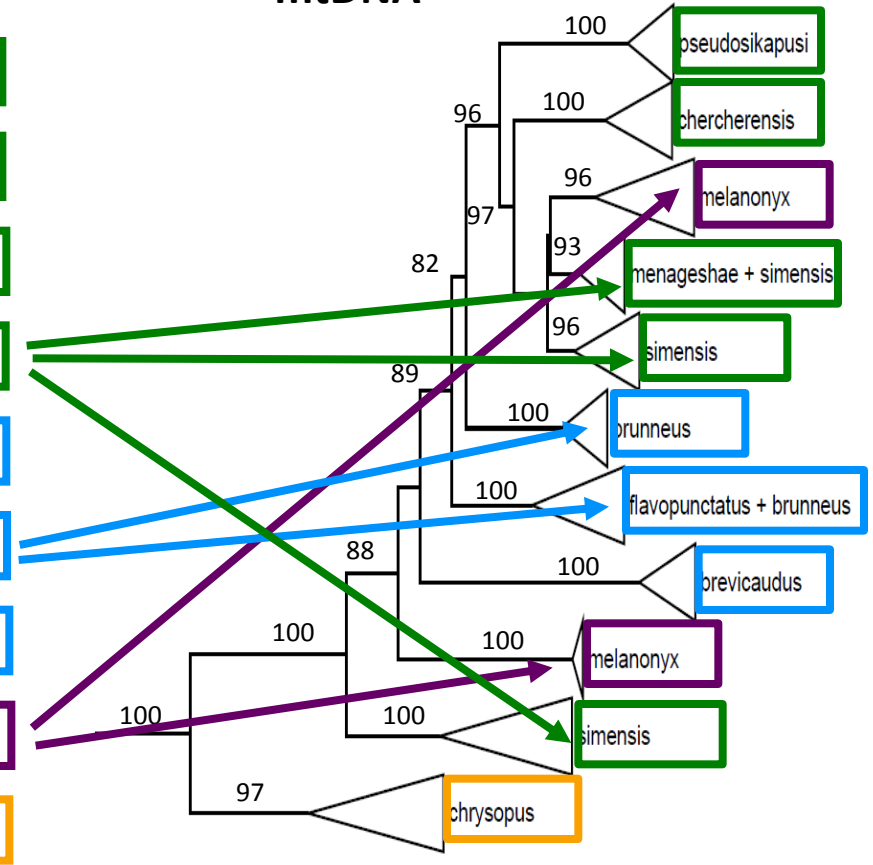 mtDNA
100
pseudosikapusi
100
chercherensis
96
96
melanonyx
97
93
menageshae + simensis
82
96
simensis
89
100
brunneus
100
flavopunctatus + brunneus
88
100
brevicaudus
100
100
melanonyx
100
100
simensis
97
chrysopus